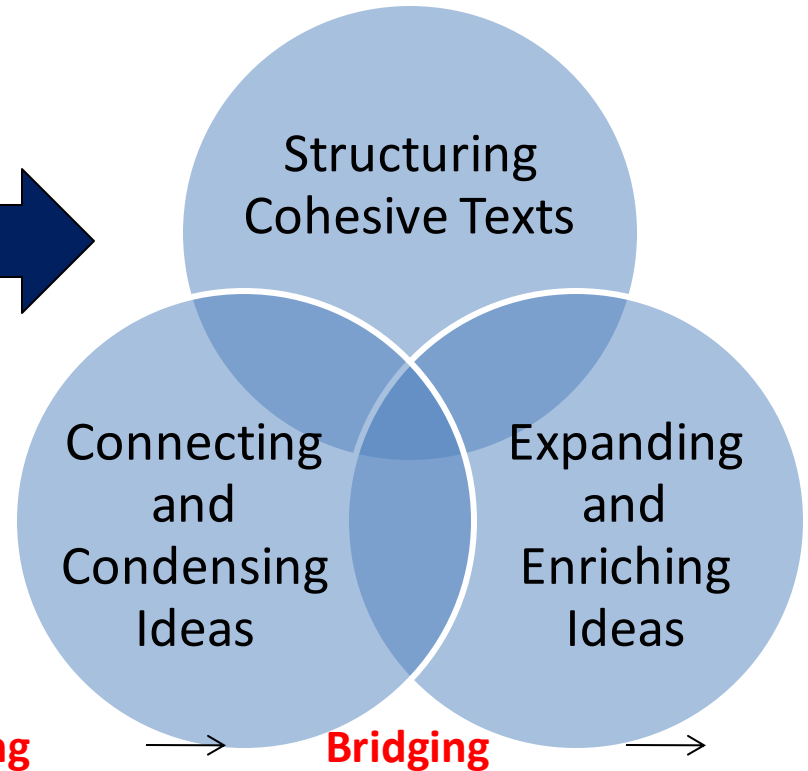 Structuring
Cohesive Texts
Connecting
and
Condensing
Ideas
Expanding
and
Enriching
Ideas
Bridging